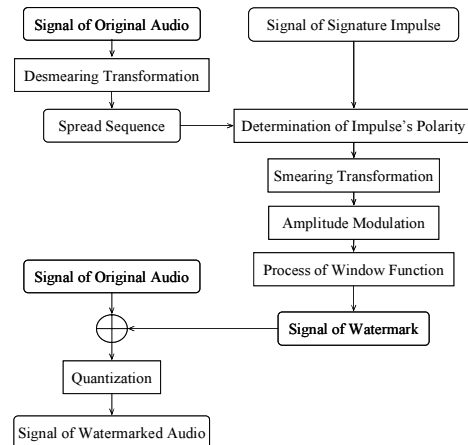 Signal of Original Audio
Signal of Signature Impulse
Desmearing Transformation
Spread Sequence
Determination of Impulse's Polarity
Smearing Transformation
Amplitude Modulation
Signal of Original Audio
Process of Window Function
Signal of Watermark
Quantization
Signal of Watermarked Audio